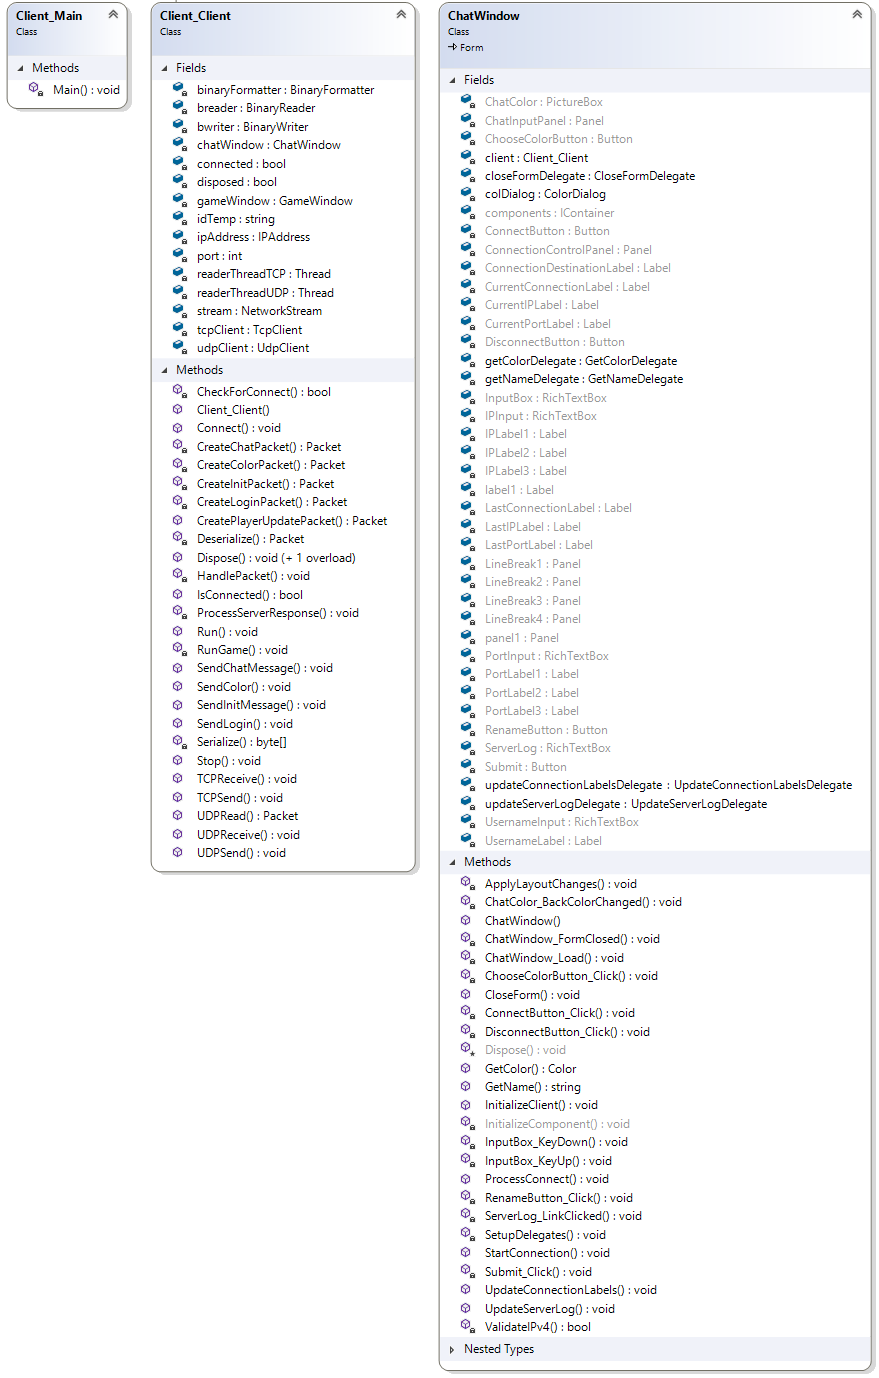 Client_Main
Class
Methods
Main() : void
Client_Client
Class
Fields
binaryFormatter : BinaryFormatter
breader : BinaryReader
bwriter : BinaryWriter
chatWindow : ChatWindow
connected : bool
disposed : bool
gameWindow : GameWindow
idTemp : string
ipAddress : IPAddress
port : int
readerThreadTCP : Thread
readerThreadUDP : Thread
stream : NetworkStream
tcpClient : TcpClient
udpClient : UdpClient
Methods
CheckForConnect() : bool
Client_Client()
Connect() : void
CreateChatPacket() : Packet
CreateColorPacket() : Packet
CreateInitPacket() : Packet
CreateLoginPacket() : Packet
CreatePlayerUpdatePacket() : Packet
Deserialize() : Packet
Dispose() : void (+ 1 overload)
HandlePacket() : void
IsConnected() : bool
ProcessServerResponse() : void
Run() : void
RunGame() : void
SendChatMessage() : void
SendColor() : void
SendInitMessage() : void
SendLogin() : void
Serialize() : byte[]
Stop() : void
TCPReceive() : void
TCPSend() : void
UDPRead() : Packet
UDPReceive() : void
UDPSend() : void
ChatWindow
Class
Form
Fields
ChatColor : PictureBox
ChatInputPanel : Panel
ChooseColorButton : Button
client : Client_Client
closeFormDelegate : CloseFormDelegate
colDialog : ColorDialog
components : IContainer
ConnectButton : Button
ConnectionControlPanel : Panel
ConnectionDestinationLabel : Label
CurrentConnectionLabel : Label
CurrentIPLabel : Label
CurrentPortLabel : Label
DisconnectButton : Button
getColorDelegate : GetColorDelegate
getNameDelegate : GetNameDelegate
InputBox : RichTextBox
IPInput : RichTextBox
IPLabel1 : Label
IPLabel2 : Label
IPLabel3 : Label
label1 : Label
LastConnectionLabel : Label
LastIPLabel : Label
LastPortLabel : Label
LineBreak1 : Panel
LineBreak2 : Panel
LineBreak3 : Panel
LineBreak4 : Panel
panel1 : Panel
PortInput : RichTextBox
PortLabel1 : Label
PortLabel2 : Label
PortLabel3 : Label
RenameButton : Button
ServerLog : RichTextBox
Submit : Button
updateConnectionLabelsDelegate : UpdateConnectionLabelsDelegate
updateServerLogDelegate : UpdateServerLogDelegate
UsernameInput : RichTextBox
UsernameLabel : Label
Methods
ApplyLayoutChanges() : void
ChatColor_BackColorChanged() : void
ChatWindow()
ChatWindow_FormClosed() : void
ChatWindow_Load() : void
ChooseColorButton_Click() : void
CloseForm() : void
ConnectButton_Click() : void
DisconnectButton_Click() : void
Dispose() : void
GetColor() : Color
GetName() : string
InitializeClient() : void
InitializeComponent() : void
InputBox_KeyDown() : void
InputBox_KeyUp() : void
ProcessConnect() : void
RenameButton_Click() : void
ServerLog_LinkClicked() : void
SetupDelegates() : void
StartConnection() : void
Submit_Click() : void
UpdateConnectionLabels() : void
UpdateServerLog() : void
ValidateIPv4() : bool
Nested Types